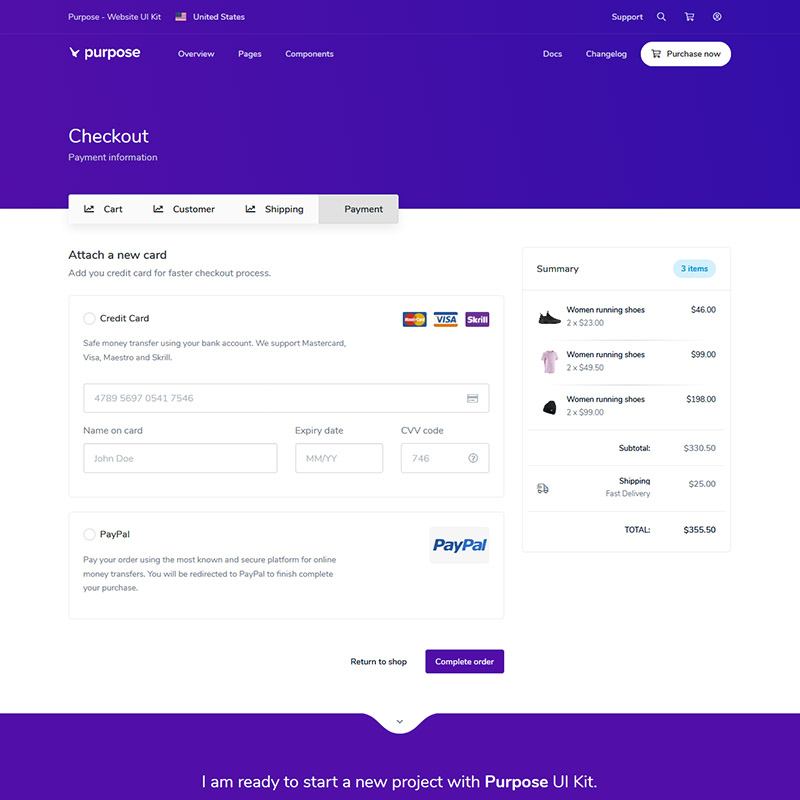 Purpose - Website UI Kit United States Support
purpose Overview Pages Components Docs Changelog Purchase now
Checkout
Payment information
Cart Customer Shipping Payment
Attach a new card
Add you credit card for faster checkout process.
Credit Card MasterCard VISA Skrill
Safe money transfer using your bank account. We support Mastercard,
Visa, Maestro and Skrill.
4789 5697 0541 7546
Name on card Expiry date CVV code
John Doe MM/YY 746
PayPal PayPal
Pay your order using the most known and secure platform for online
money transfers. You will be redirected to PayPal to finish complete
your purchase.
Return to shop Complete order
Summary 3 items
Women running shoes $46.00
2 x $23.00
Women running shoes $99.00
2 x $49.50
Women running shoes $198.00
2 x $99.00
Subtotal: $330.50
Shipping $25.00
Fast Delivery
TOTAL: $355.50
I am ready to start a new project with Purpose UI Kit.